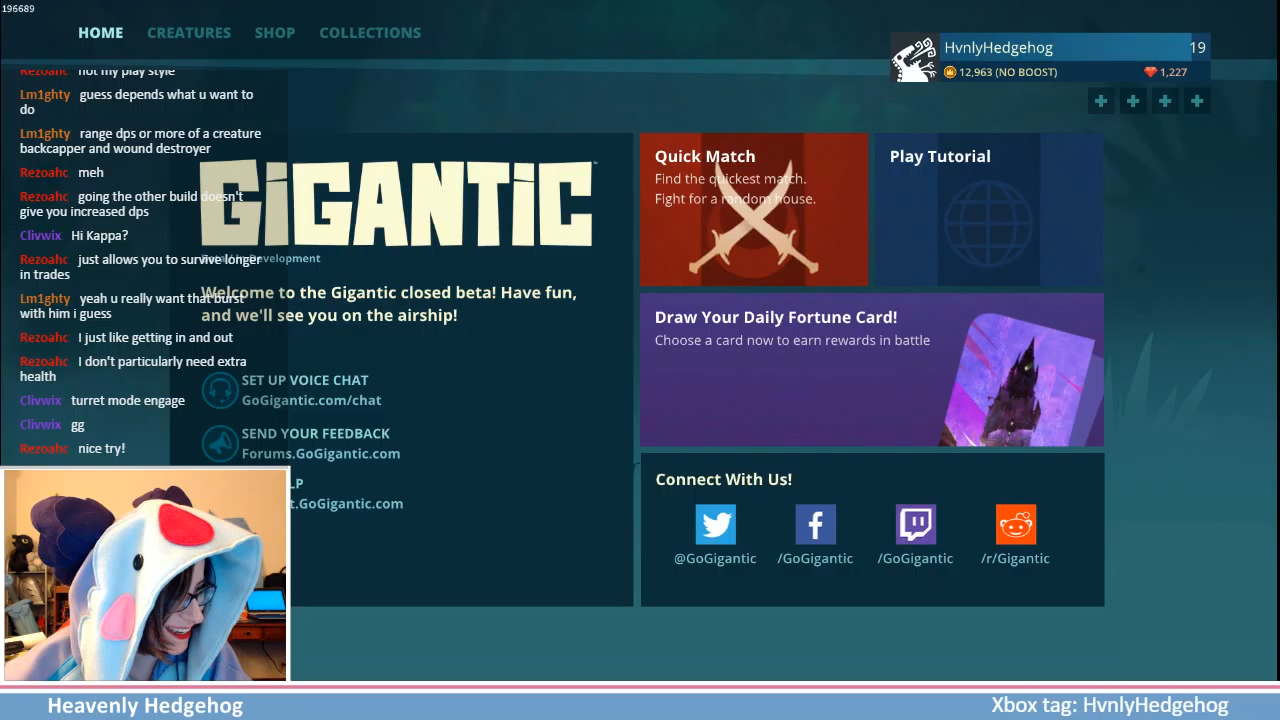 196689
HOME CREATURES SHOP COLLECTIONS
HvnlyHedgehog 19
12,963 (NO BOOST) 1,227
Rezoahc not my play style
Lm1ghty guess depends what u want to
do
Lm1ghty range dps or more of a creature
backcapper and wound destroyer
Rezoahc meh
Rezoahc going the other build doesn't
give you increased dps
Clivwix Hi Kappa?
Rezoahc just allows you to survive longer
in trades
Lm1ghty yeah u really want that burst
with him i guess
Rezoahc I just like getting in and out
Rezoahc I don't particularly need extra
health
Clivwix turret mode engage
Clivwix gg
Rezoahc nice try!
GIGANTIC
™
Development
Welcome to the Gigantic closed beta! Have fun,
and we'll see you on the airship!
SET UP VOICE CHAT
GoGigantic.com/chat
SEND YOUR FEEDBACK
Forums.GoGigantic.com
LP
t.GoGigantic.com
Quick Match
Find the quickest match.
Fight for a random house.
Play Tutorial
Draw Your Daily Fortune Card!
Choose a card now to earn rewards in battle
Connect With Us!
@GoGigantic /GoGigantic /GoGigantic /r/Gigantic
Heavenly Hedgehog
Xbox tag: HvnlyHedgehog